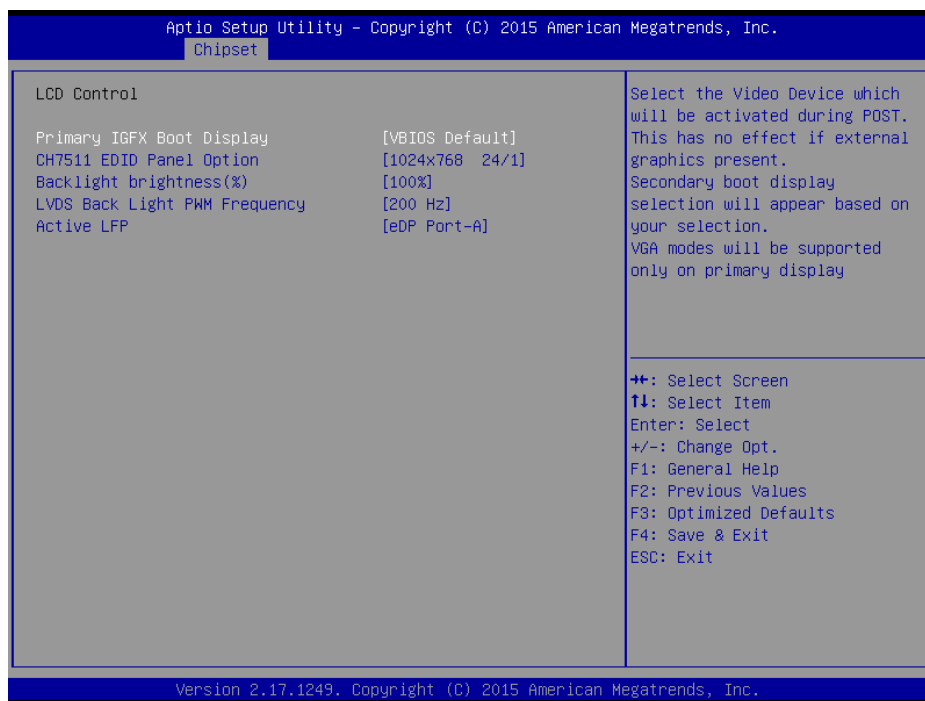 Aptio Setup Utility – Copyright (C) 2015 American Megatrends, Inc.
Chipset
LCD Control
Primary IGFX Boot Display [VBIOS Default]
CH7511 EDID Panel Option [1024x768 24/1]
Backlight brightness(%) [100%]
LVDS Back Light PWM Frequency [200 Hz]
Active LFP [eDP Port-A]
Select the Video Device which
will be activated during POST.
This has no effect if external
graphics present.
Secondary boot display
selection will appear based on
your selection.
VGA modes will be supported
only on primary display
→←: Select Screen
↑↓: Select Item
Enter: Select
+/-: Change Opt.
F1: General Help
F2: Previous Values
F3: Optimized Defaults
F4: Save & Exit
ESC: Exit
Version 2.17.1249. Copyright (C) 2015 American Megatrends, Inc.